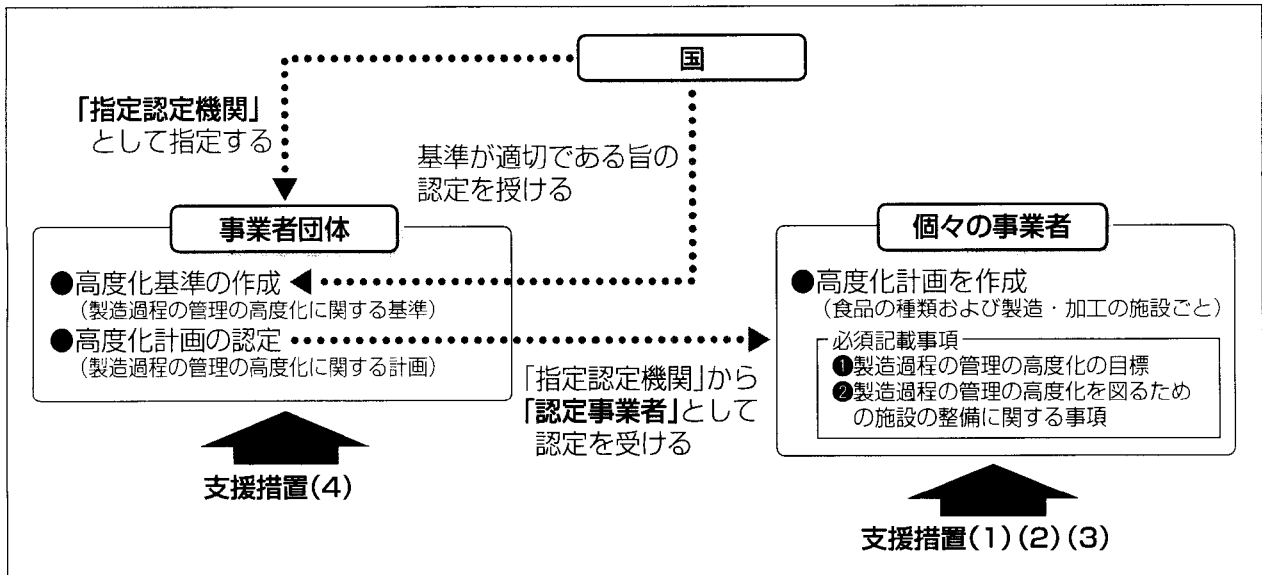 国
「指定認定機関」
として指定する
基準が適切である旨の
認定を授ける
事業者団体
●高度化基準の作成
(製造過程の管理の高度化に関する基準)
●高度化計画の認定
(製造過程の管理の高度化に関する計画)
「指定認定機関」から
「認定事業者」として
認定を受ける
個々の事業者
●高度化計画を作成
(食品の種類および製造・加工の施設ごと)
必須記載事項
❶製造過程の管理の高度化の目標
❷製造過程の管理の高度化を図るため
の施設の整備に関する事項
支援措置(4)
支援措置(1)(2)(3)